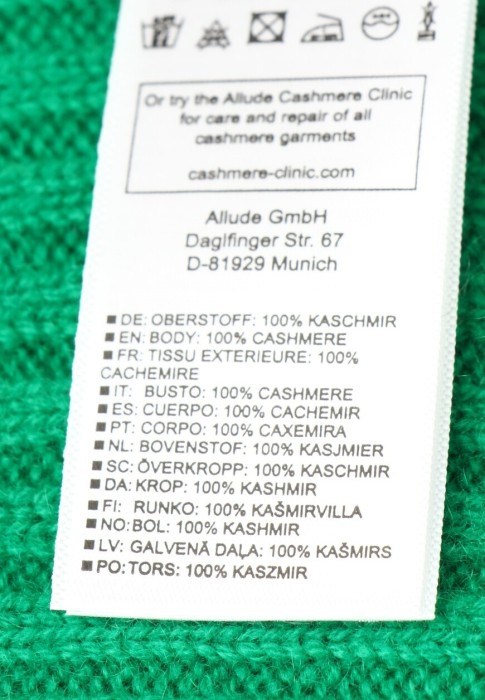 Or try the Allude Cashmere Clinic
for care and repair of all
cashmere garments
cashmere-clinic.com
Allude GmbH
Daglfinger Str. 67
D-81929 Munich
■ DE: OBERSTOFF: 100% KASCHMIR
■ EN: BODY: 100% CASHMERE
■ FR: TISSU EXTERIEURE: 100%
CACHEMIRE
■ IT: BUSTO: 100% CASHMERE
■ ES: CUERPO: 100% CACHEMIR
■ PT: CORPO: 100% CAXEMIRA
■ NL: BOVENSTOF: 100% KASJMIER
■ SC: ÖVERKROPP: 100% KASCHMIR
■ DA: KROP: 100% KASHMIR
■ FI: RUNKO: 100% KAŠMIRVILLA
■ NO: BOL: 100% KASHMIR
■ LV: GALVENĀ DAĻA: 100% KAŠMIRS
■ PO: TORS: 100% KASZMIR